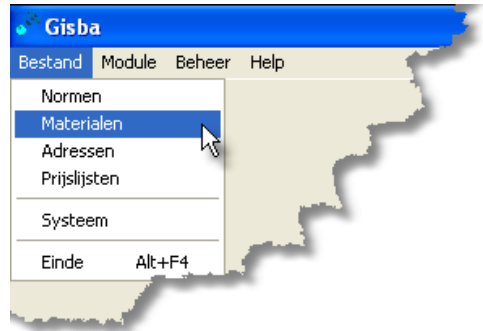 Gisba
Bestand Module Beheer Help
Normen
Materialen
Adressen
Prijslijsten
Systeem
Einde Alt+F4